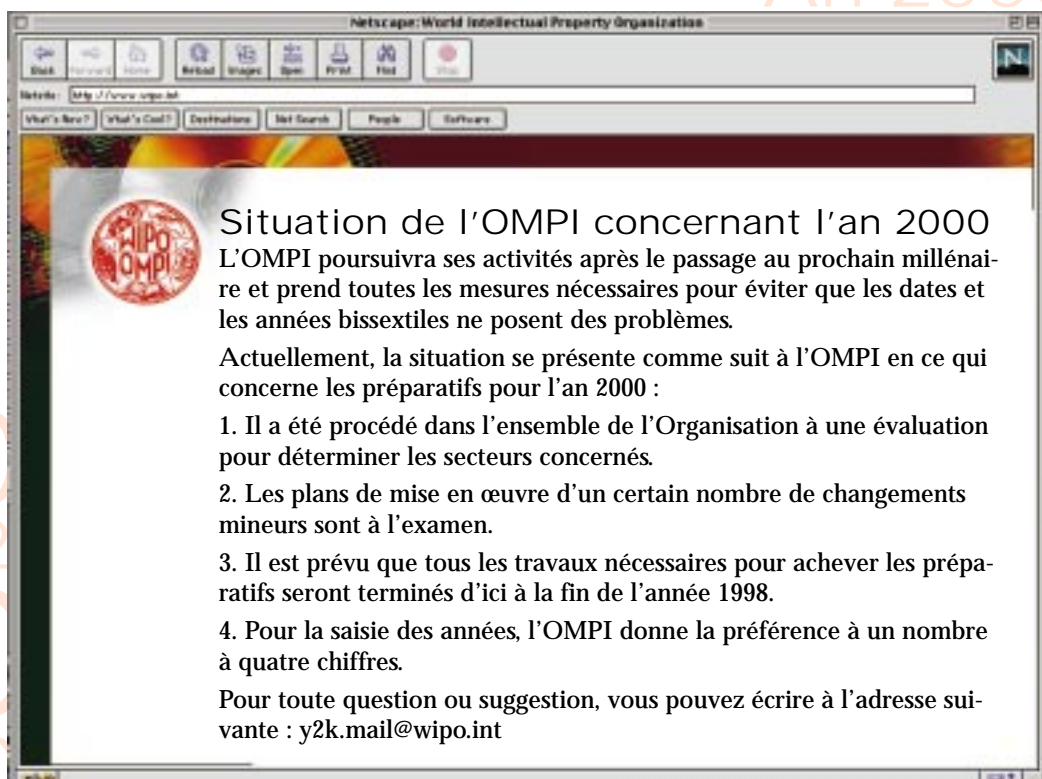 An 2000
Netscape: World Intellectual Property Organization
Back Forward Home Reload Images Open Print Find Stop
Netsite: http://www.wipo.int
What's New? What's Cool? Destinations Net Search People Software
Situation de l'OMPI concernant l'an 2000
WIPO
OMPI
L'OMPI poursuivra ses activités après le passage au prochain millénai-
re et prend toutes les mesures nécessaires pour éviter que les dates et
les années bissextiles ne posent des problèmes.
Actuellement, la situation se présente comme suit à l'OMPI en ce qui
concerne les préparatifs pour l'an 2000 :
1. Il a été procédé dans l'ensemble de l'Organisation à une évaluation
pour déterminer les secteurs concernés.
2. Les plans de mise en œuvre d'un certain nombre de changements
mineurs sont à l'examen.
3. Il est prévu que tous les travaux nécessaires pour achever les prépa-
ratifs seront terminés d'ici à la fin de l'année 1998.
4. Pour la saisie des années, l'OMPI donne la préférence à un nombre
à quatre chiffres.
Pour toute question ou suggestion, vous pouvez écrire à l'adresse sui-
vante : y2k.mail@wipo.int